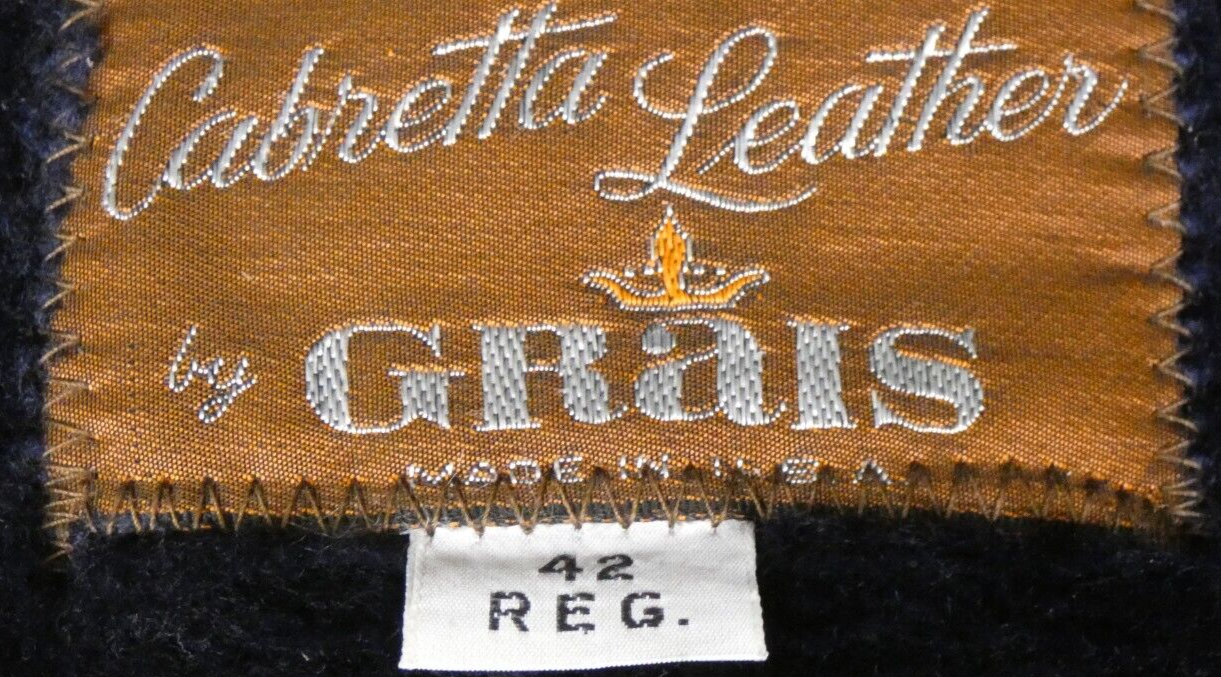 Cabretta Leather
by GRaIS
MADE IN U.S.A
42
REG.